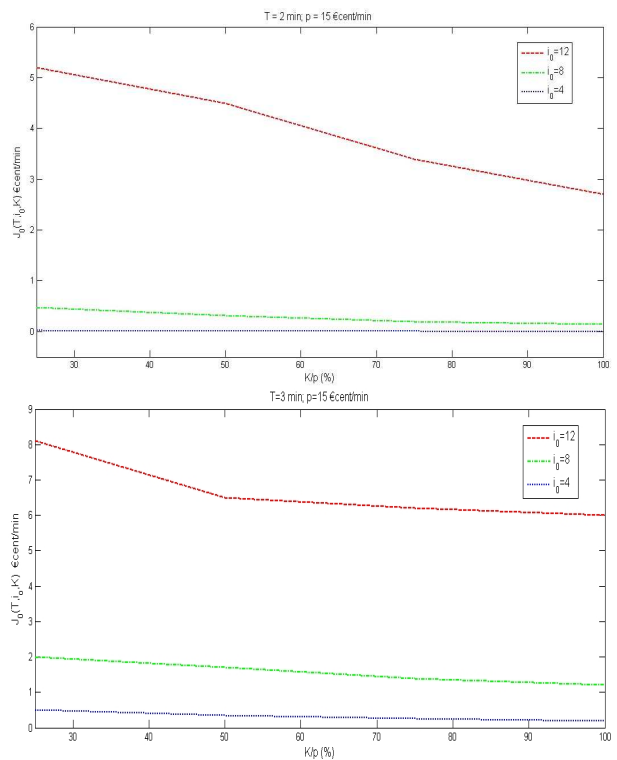 T = 2 min; p = 15 €cent/min
i₀=12
i₀=8
i₀=4
J₀(T,i₀,K) €cent/min
6
5
4
3
2
1
0
30 40 50 60 70 80 90 100
K/p (%)
T=3 min; p=15 €cent/min
i₀=12
i₀=8
i₀=4
J₀(T,i₀,K) €cent/min
9
8
7
6
5
4
3
2
1
0
30 40 50 60 70 80 90 100
K/p (%)